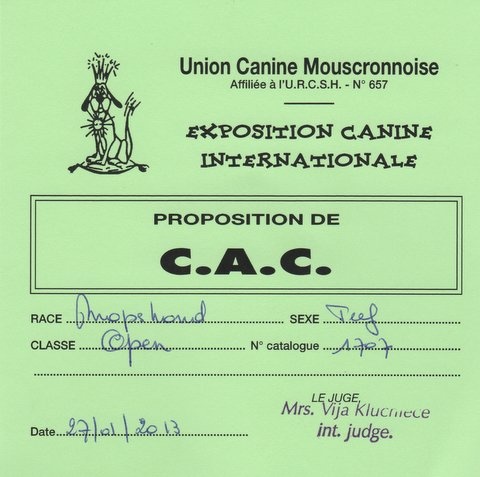 Union Canine Mouscronnoise
Affiliée à l'U.R.C.S.H. - N° 657
EXPOSITION CANINE
INTERNATIONALE
PROPOSITION DE
C.A.C.
RACE Mopshond SEXE Teef
CLASSE Open N° catalogue 1707
LE JUGE,
Mrs. Vija Klucniece
int. judge.
Date 27/01/2013